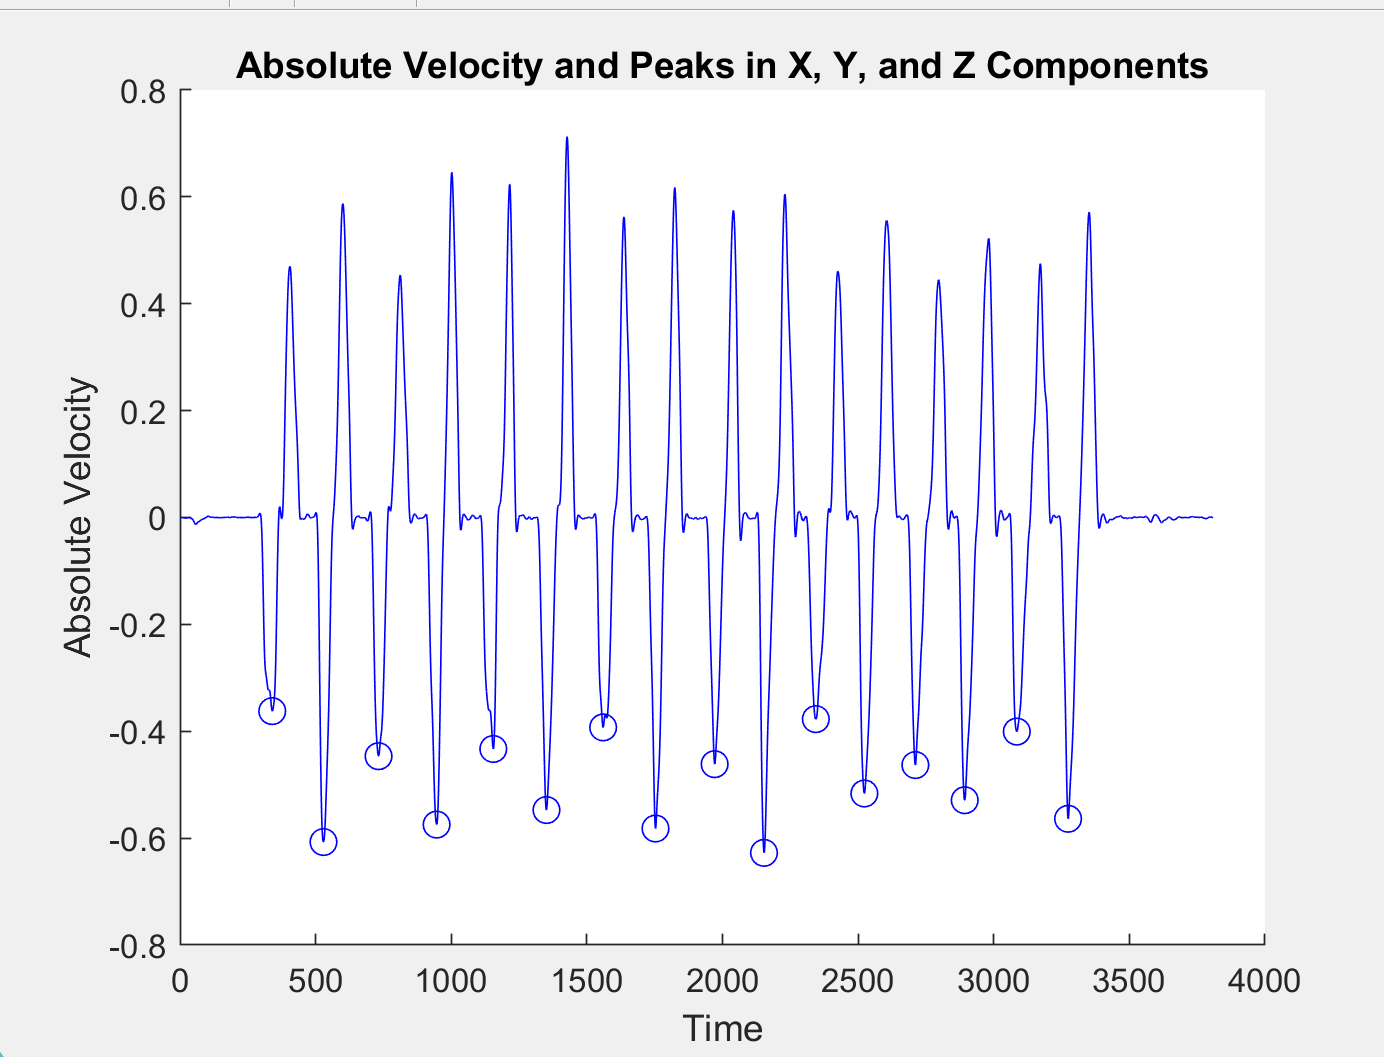 Absolute Velocity and Peaks in X, Y, and Z Components
0.8
0.6
0.4
0.2
0
-0.2
-0.4
-0.6
-0.8
Absolute Velocity
0 500 1000 1500 2000 2500 3000 3500 4000
Time